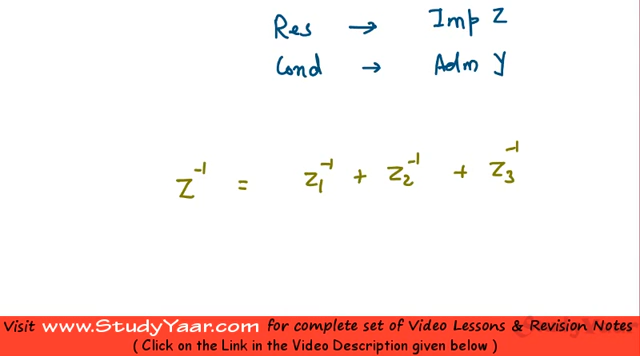 Res → Imp Z
Cond → Adm Y
Z⁻¹ = Z₁⁻¹ + Z₂⁻¹ + Z₃⁻¹
Visit www.StudyYaar.com for complete set of Video Lessons & Revision Notes
( Click on the Link in the Video Description given below )